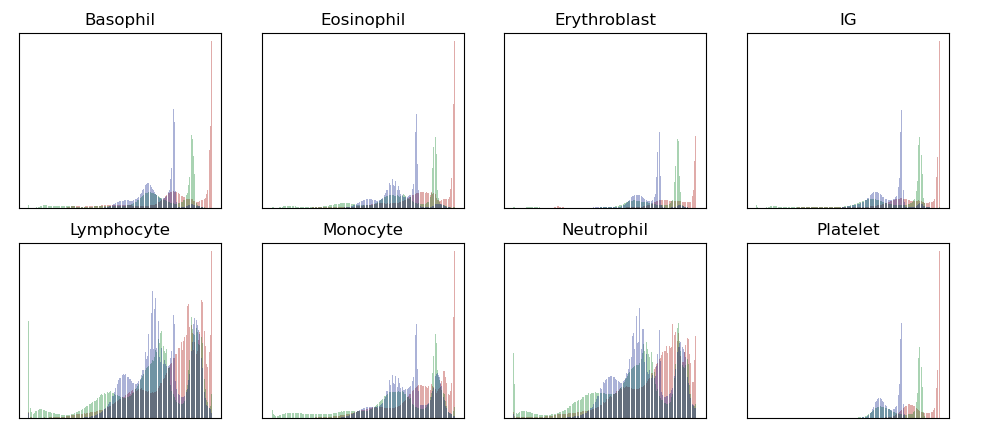 Basophil
Eosinophil
Erythroblast
IG
Lymphocyte
Monocyte
Neutrophil
Platelet